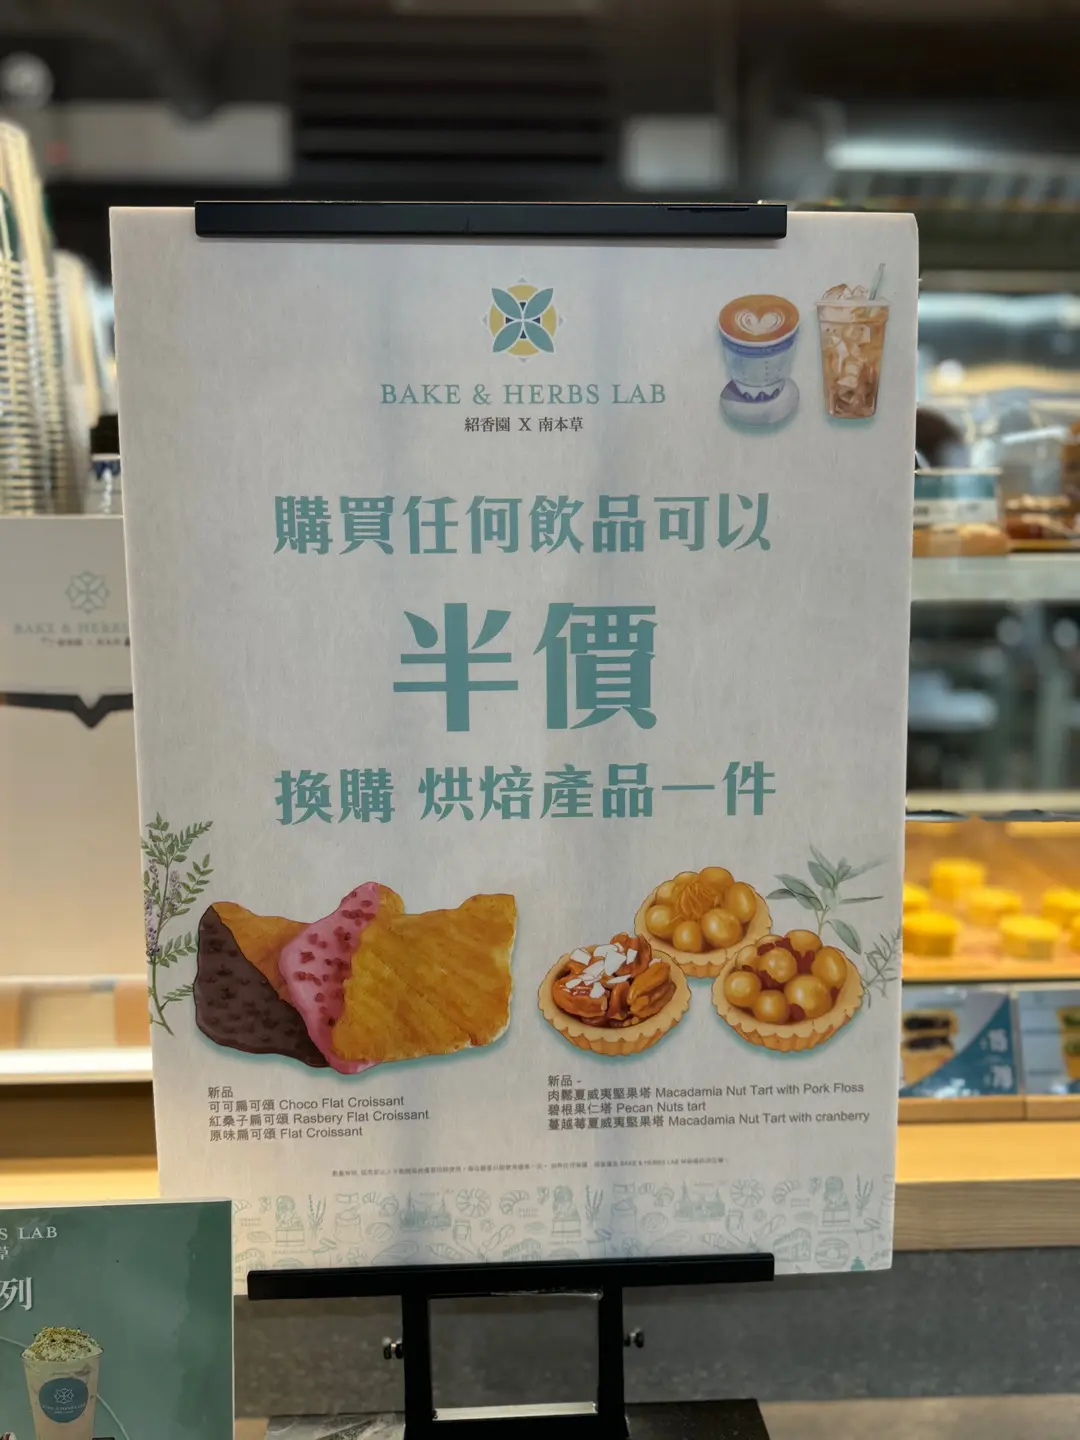 BAKE & HERBS LAB
紹香園 X 南本草
購買任何飲品可以
半價
換購 烘焙產品一件
新品
可可扁可頌 Choco Flat Croissant
紅桑子扁可頌 Rasbery Flat Croissant
原味扁可頌 Flat Croissant
新品 -
肉鬆夏威夷堅果塔 Macadamia Nut Tart with Pork Floss
碧根果仁塔 Pecan Nuts tart
蔓越莓夏威夷堅果塔 Macadamia Nut Tart with cranberry
BAKE & HERBS
S LAB
草
列
15